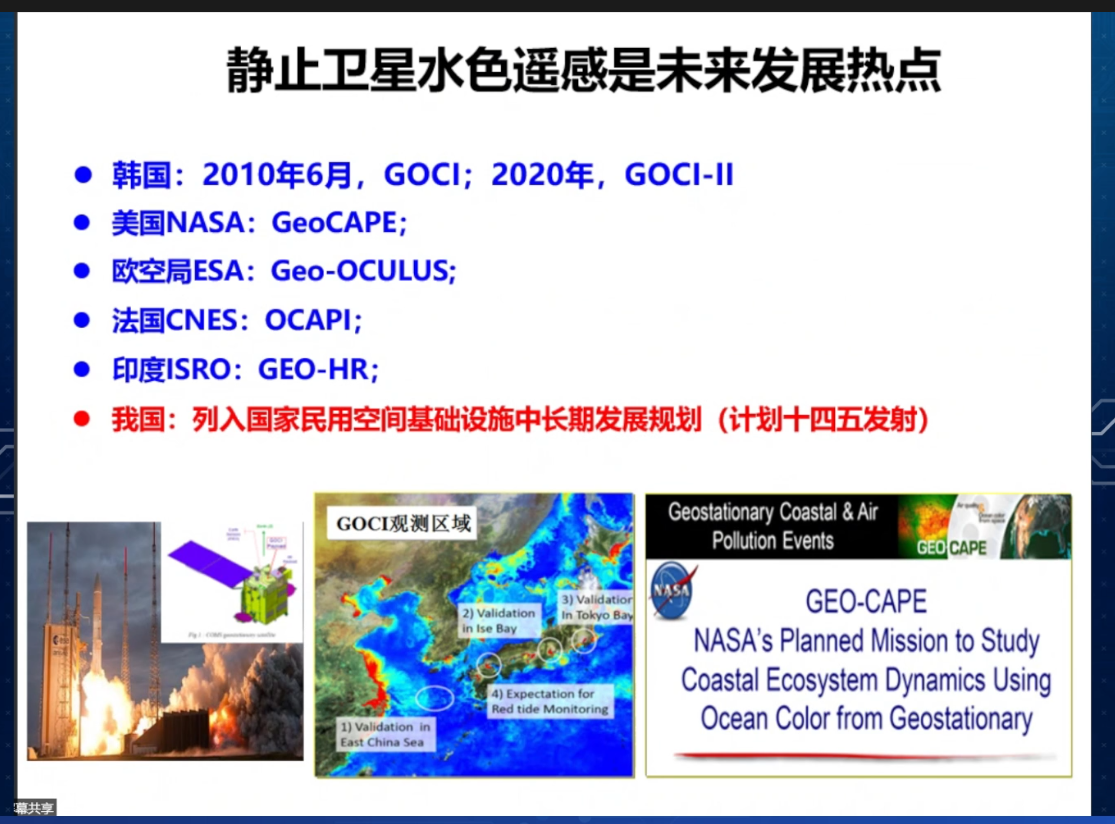 静止卫星水色遥感是未来发展热点
● 韩国：2010年6月，GOCI；2020年，GOCI-II
● 美国NASA：GeoCAPE；
● 欧空局ESA：Geo-OCULUS;
● 法国CNES：OCAPI；
● 印度ISRO：GEO-HR；
● 我国：列入国家民用空间基础设施中长期发展规划（计划十四五发射）
Fig 1 : COMS geostationary satellite
GOCI观测区域
2) Validation
in Ise Bay
3) Validation
In Tokyo Bay
4) Expectation for
Red tide Monitoring
1) Validation in
East China Sea
Geostationary Coastal & Air
Pollution Events
GEO CAPE
NASA
GEO-CAPE
NASA's Planned Mission to Study
Coastal Ecosystem Dynamics Using
Ocean Color from Geostationary
幕共享